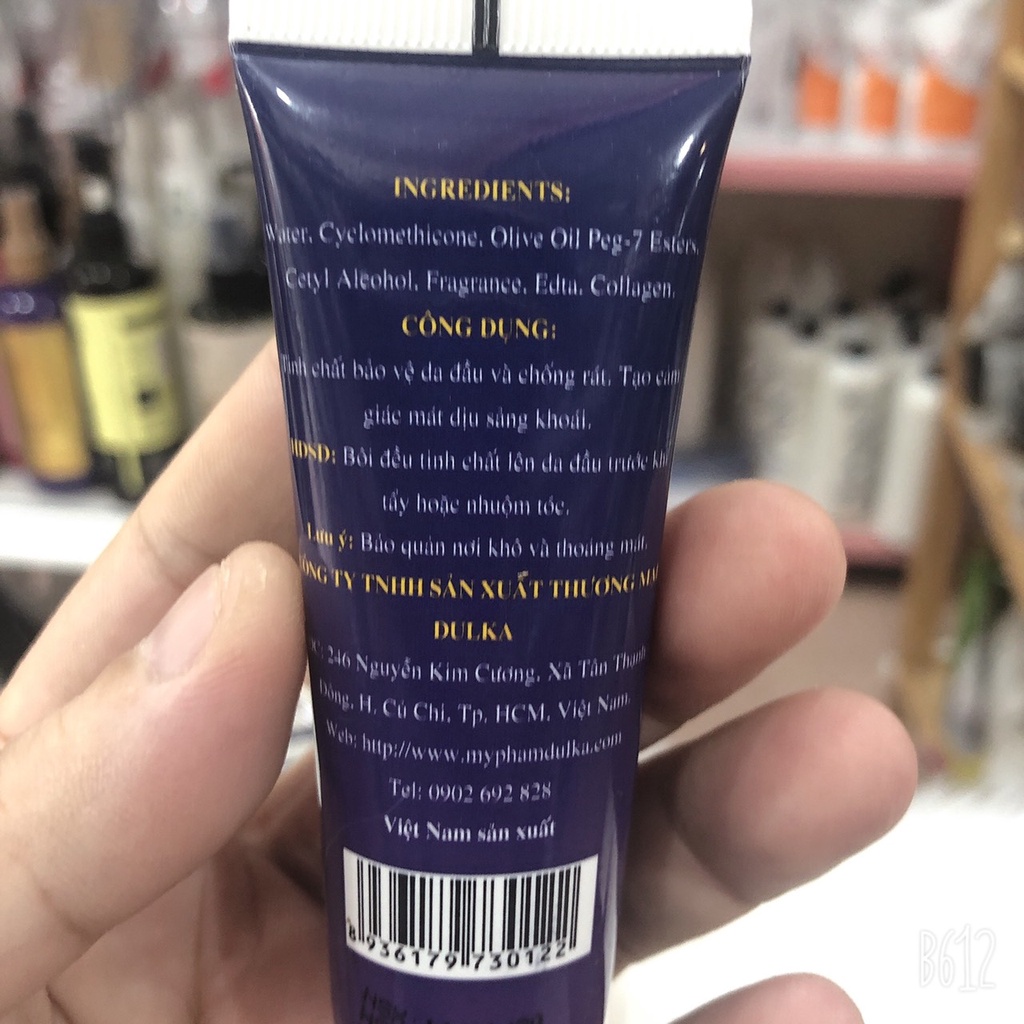 INGREDIENTS:
Water, Cyclomethicone, Olive Oil Peg-7 Esters,
Cetyl Alcohol, Fragrance, Edta, Collagen.
CÔNG DỤNG:
Tinh chất bảo vệ da đầu và chống rát. Tạo cảm
giác mát dịu sảng khoái.
HDSD: Bôi đều tinh chất lên da đầu trước khi
tẩy hoặc nhuộm tóc.
Lưu ý: Bảo quản nơi khô và thoáng mát.
CÔNG TY TNHH SẢN XUẤT THƯƠNG MẠI
DULKA
ĐC: 246 Nguyễn Kim Cương, Xã Tân Thạnh
Đông, H. Củ Chi, Tp. HCM, Việt Nam.
Web: http://www.myphamdulka.com
Tel: 0902 692 828
Việt Nam sản xuất
8 936179 730122
B612